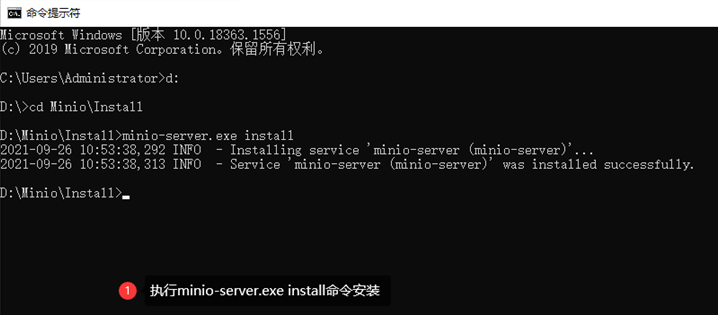 命令提示符
Microsoft Windows [版本 10.0.18363.1556]
(c) 2019 Microsoft Corporation。保留所有权利。
C:\Users\Administrator>d:
D:\>cd Minio\Install
D:\Minio\Install>minio-server.exe install
2021-09-26 10:53:38,292 INFO  - Installing service 'minio-server (minio-server)'...
2021-09-26 10:53:38,313 INFO  - Service 'minio-server (minio-server)' was installed successfully.
D:\Minio\Install>
1 执行minio-server.exe install命令安装